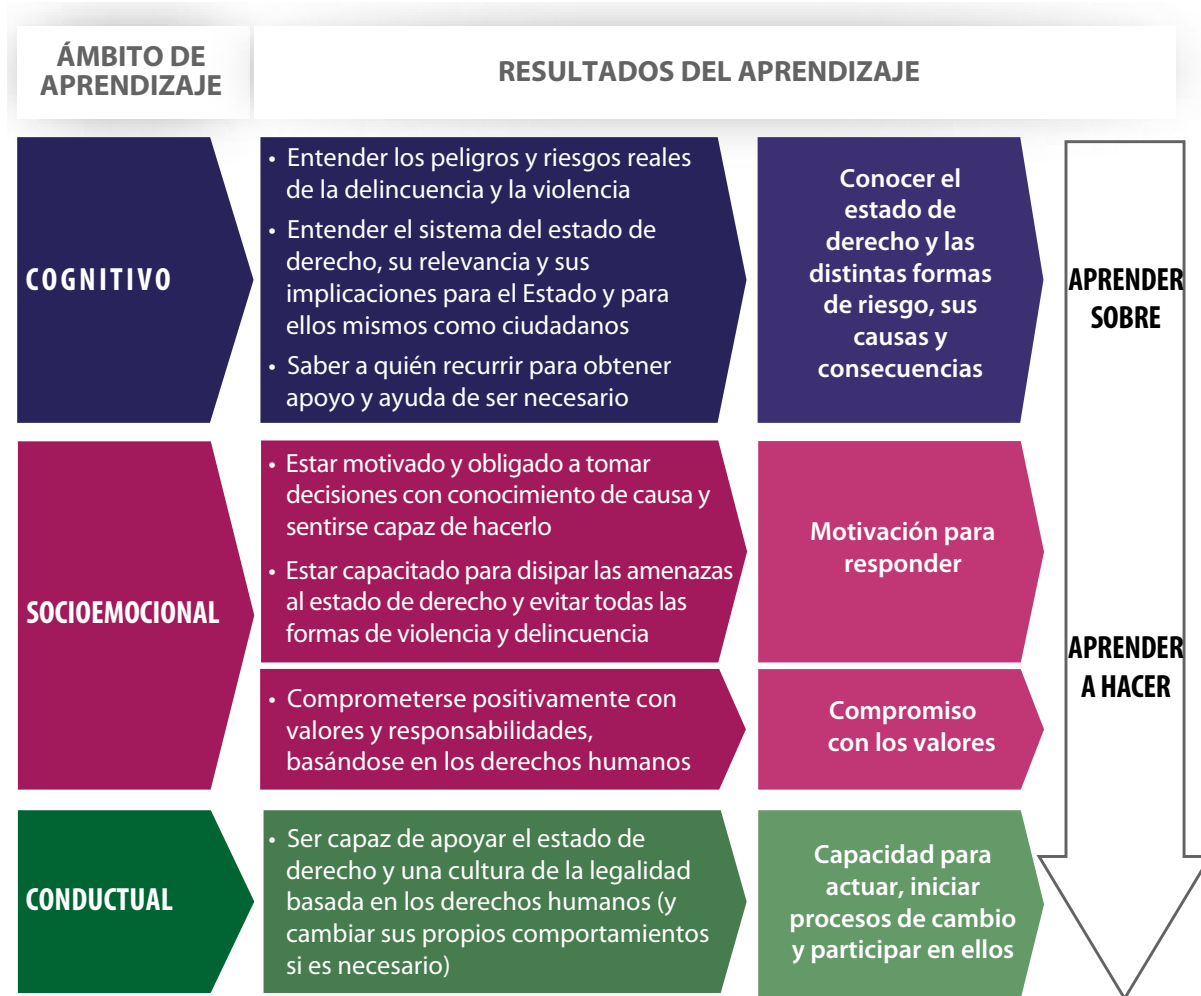 ÁMBITO DE
APRENDIZAJE
RESULTADOS DEL APRENDIZAJE
COGNITIVO
• Entender los peligros y riesgos reales
de la delincuencia y la violencia
• Entender el sistema del estado de
derecho, su relevancia y sus
implicaciones para el Estado y para
ellos mismos como ciudadanos
• Saber a quién recurrir para obtener
apoyo y ayuda de ser necesario
Conocer el
estado de
derecho y las
distintas formas
de riesgo, sus
causas y
consecuencias
APRENDER
SOBRE
SOCIOEMOCIONAL
• Estar motivado y obligado a tomar
decisiones con conocimiento de causa y
sentirse capaz de hacerlo
• Estar capacitado para disipar las amenazas
al estado de derecho y evitar todas las
formas de violencia y delincuencia
Motivación para
responder
• Comprometerse positivamente con
valores y responsabilidades,
basándose en los derechos humanos
Compromiso
con los valores
APRENDER
A HACER
CONDUCTUAL
• Ser capaz de apoyar el estado de
derecho y una cultura de la legalidad
basada en los derechos humanos (y
cambiar sus propios comportamientos
si es necesario)
Capacidad para
actuar, iniciar
procesos de cambio
y participar en ellos